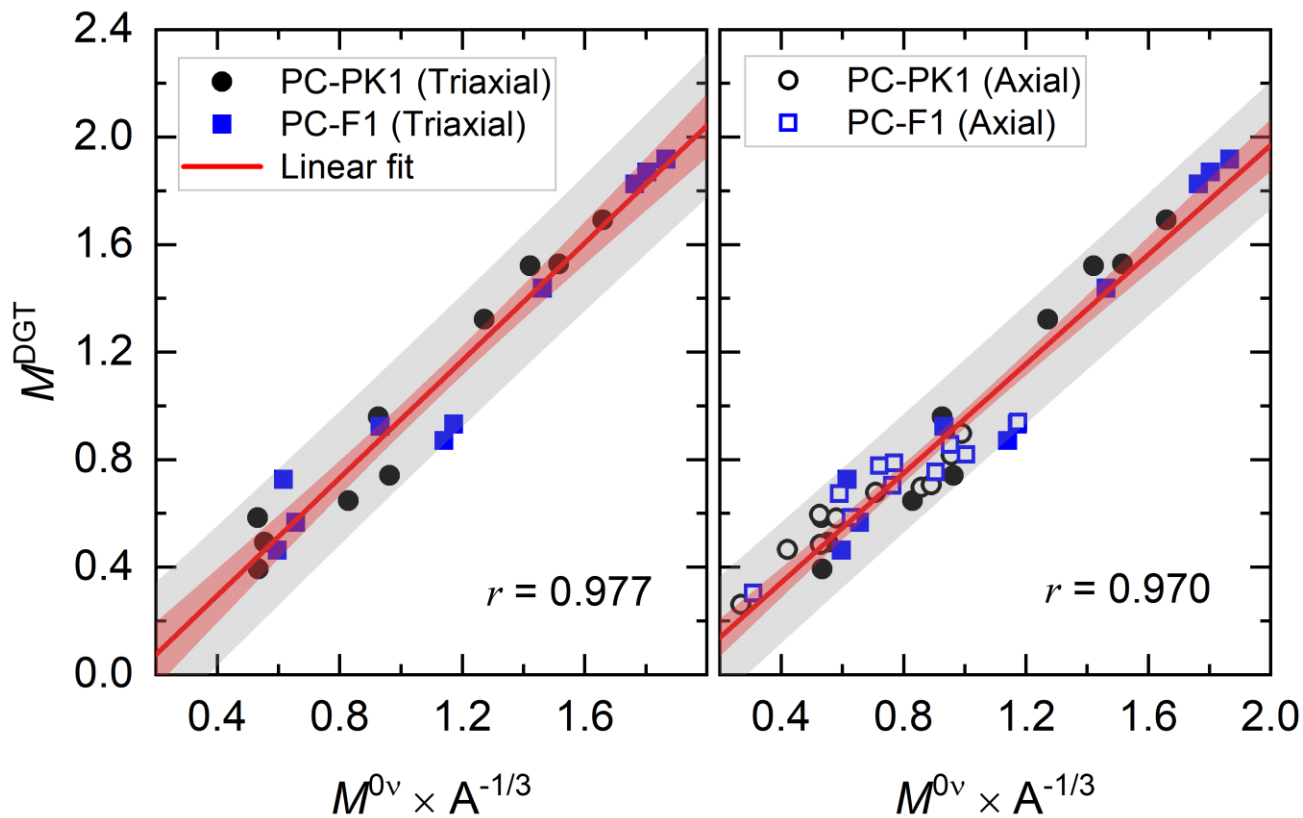 2.4
2.0
1.6
1.2
0.8
0.4
0.0
M^DGT
PC-PK1 (Triaxial)
PC-F1 (Triaxial)
Linear fit
r = 0.977
0.4 0.8 1.2 1.6
M^0ν × A^-1/3
PC-PK1 (Axial)
PC-F1 (Axial)
r = 0.970
0.4 0.8 1.2 1.6 2.0
M^0ν × A^-1/3